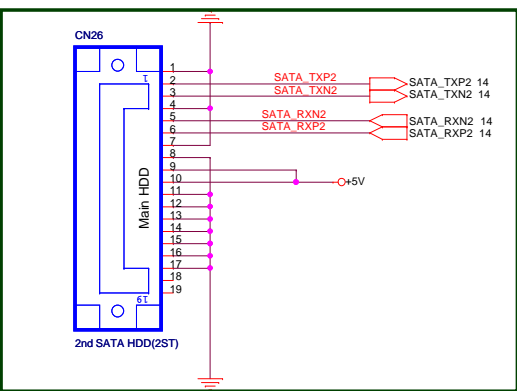 CN26
1
1
2 SATA_TXP2 SATA_TXP2 14
3 SATA_TXN2 SATA_TXN2 14
4
5 SATA_RXN2 SATA_RXN2 14
6 SATA_RXP2 SATA_RXP2 14
7
8
9
10 +5V
11
12
13
14
15
16
17
18
19
Main HDD
19
2nd SATA HDD(2ST)